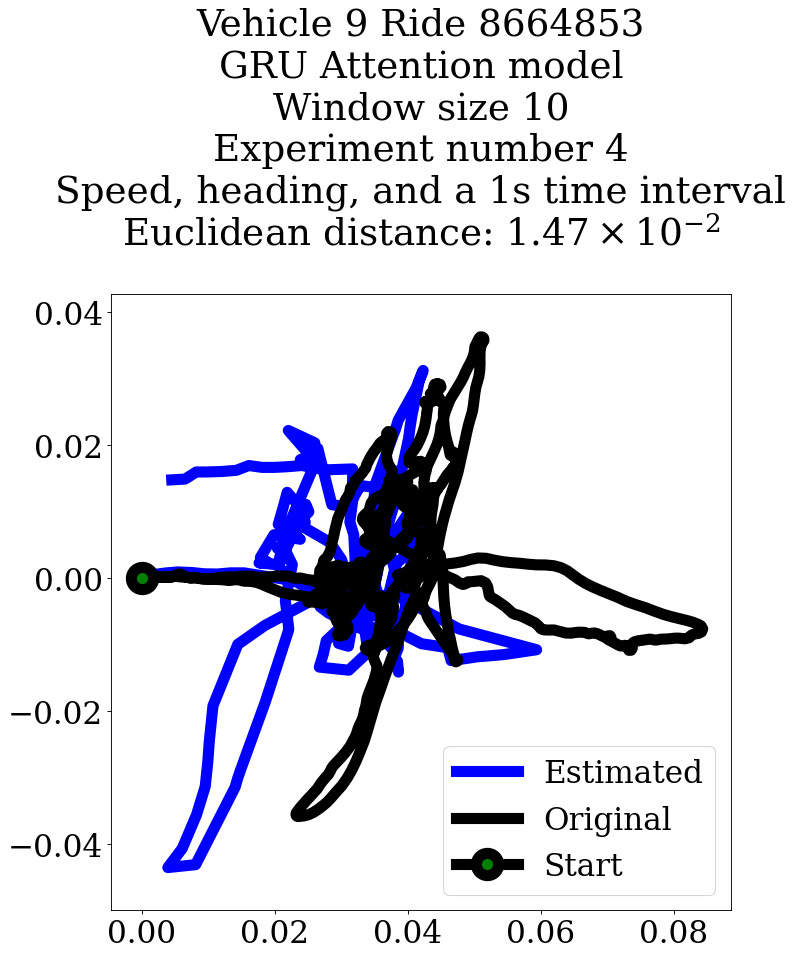 Vehicle 9 Ride 8664853
GRU Attention model
Window size 10
Experiment number 4
Speed, heading, and a 1s time interval
Euclidean distance: 1.47 × 10⁻²
0.04
0.02
0.00
−0.02
−0.04
Estimated
Original
Start
0.00 0.02 0.04 0.06 0.08